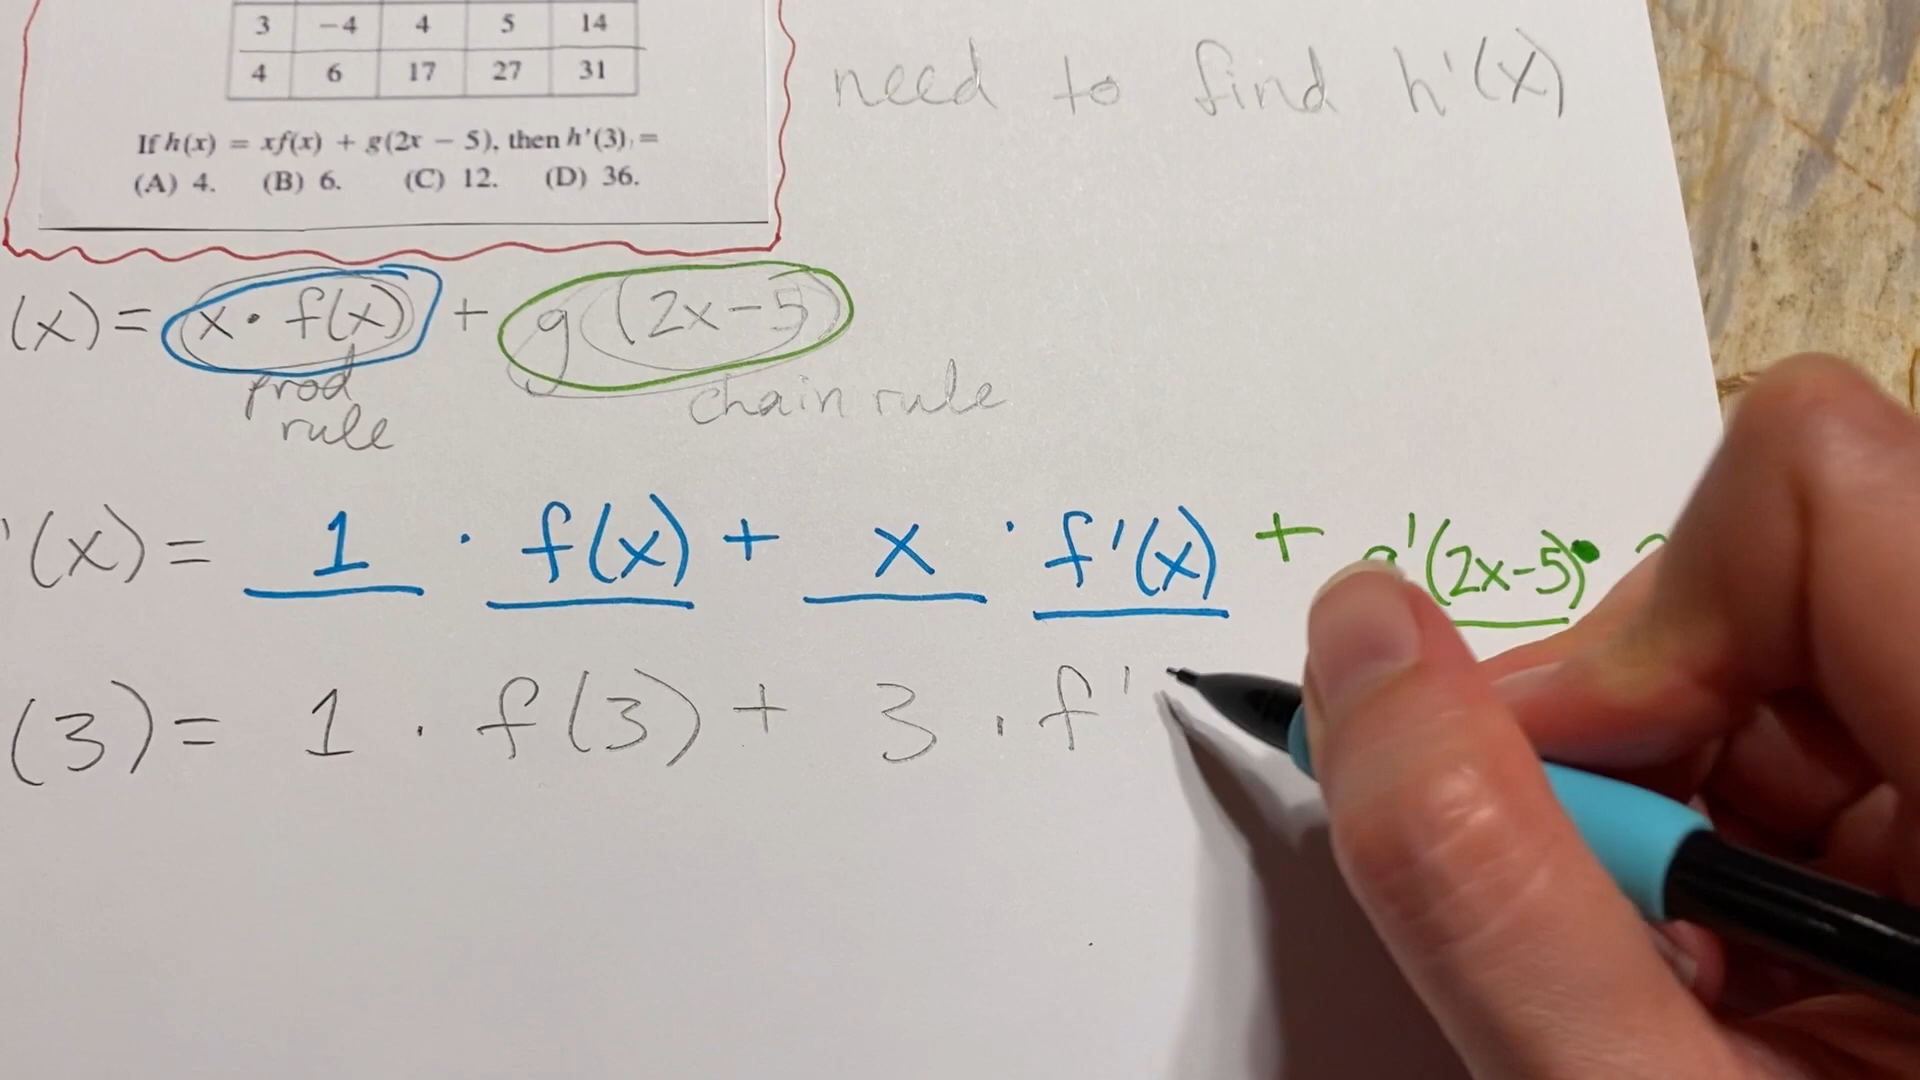 3 -4 4 5 14
4 6 17 27 31
need to find h'(x)
If h(x) = xf(x) + g(2x - 5), then h'(3) =
(A) 4. (B) 6. (C) 12. (D) 36.
(x) = x · f(x) + g (2x-5)
prod rule
chain rule
'(x) = 1 · f(x) + x · f'(x) + '(2x-5)·
(3) = 1 · f(3) + 3 · f'